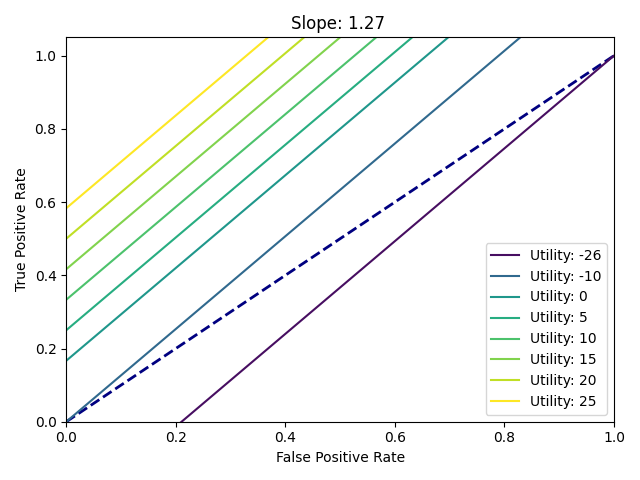 Slope: 1.27
1.0
0.8
0.6
0.4
0.2
0.0
True Positive Rate
Utility: -26
Utility: -10
Utility: 0
Utility: 5
Utility: 10
Utility: 15
Utility: 20
Utility: 25
0.0 0.2 0.4 0.6 0.8 1.0
False Positive Rate